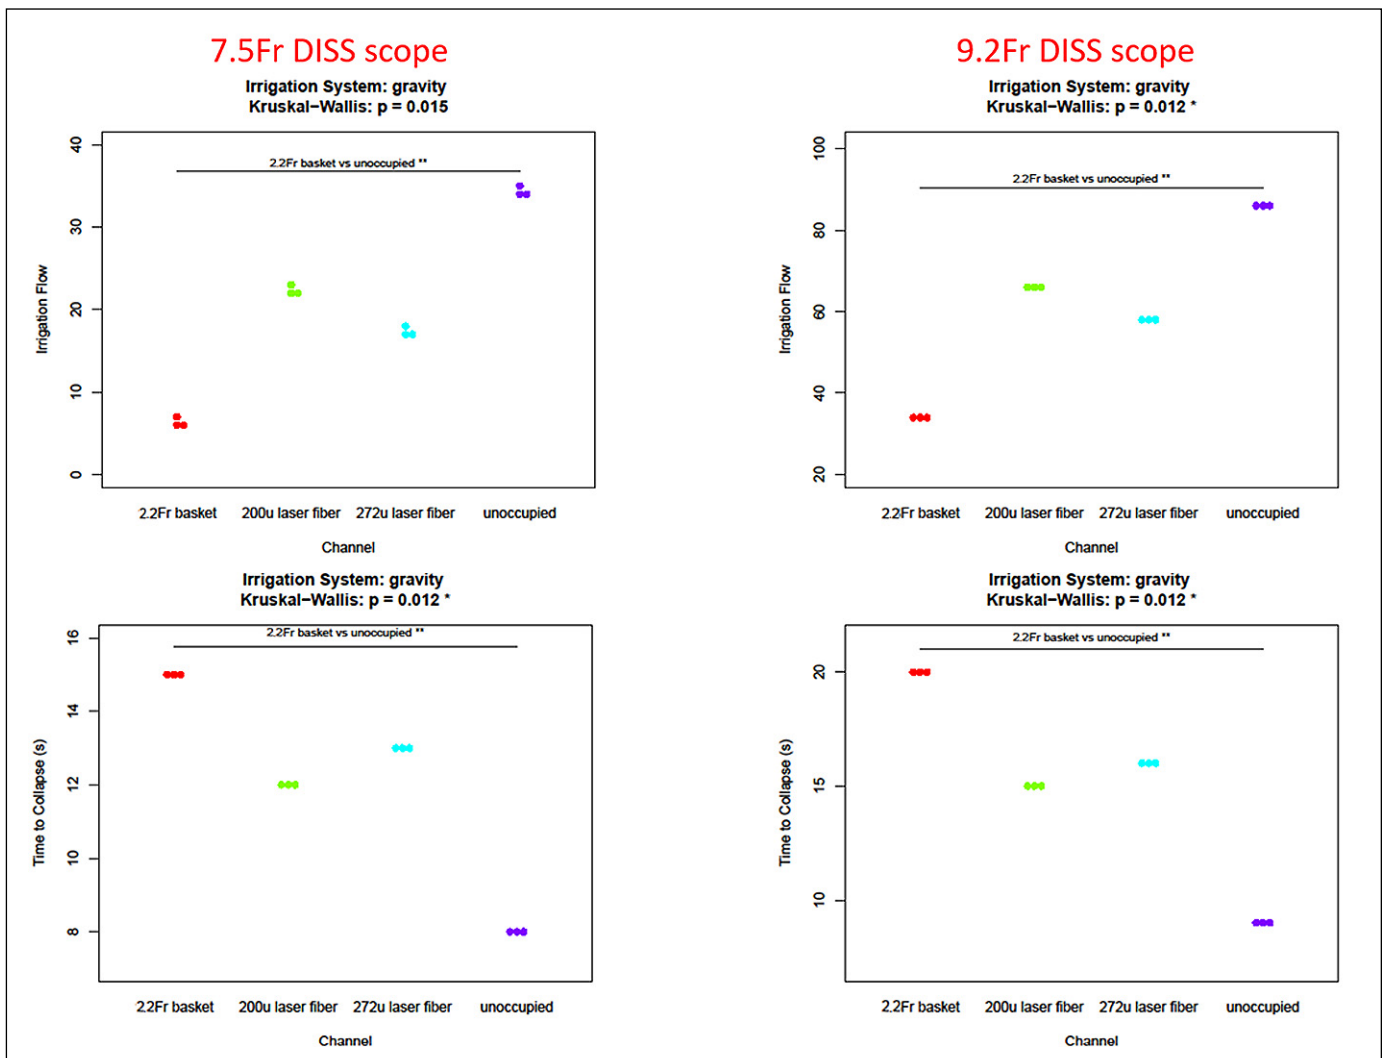 7.5Fr DISS scope
Irrigation System: gravity
Kruskal−Wallis: p = 0.015
40
30
20
10
0
Irrigation Flow
2.2Fr basket vs unoccupied **
2.2Fr basket
200u laser fiber
272u laser fiber
unoccupied
Channel
9.2Fr DISS scope
Irrigation System: gravity
Kruskal−Wallis: p = 0.012 *
100
80
60
40
20
Irrigation Flow
2.2Fr basket vs unoccupied **
2.2Fr basket
200u laser fiber
272u laser fiber
unoccupied
Channel
Irrigation System: gravity
Kruskal−Wallis: p = 0.012 *
16
14
12
10
8
Time to Collapse (s)
2.2Fr basket vs unoccupied **
2.2Fr basket
200u laser fiber
272u laser fiber
unoccupied
Channel
Irrigation System: gravity
Kruskal−Wallis: p = 0.012 *
20
15
10
Time to Collapse (s)
2.2Fr basket vs unoccupied **
2.2Fr basket
200u laser fiber
272u laser fiber
unoccupied
Channel